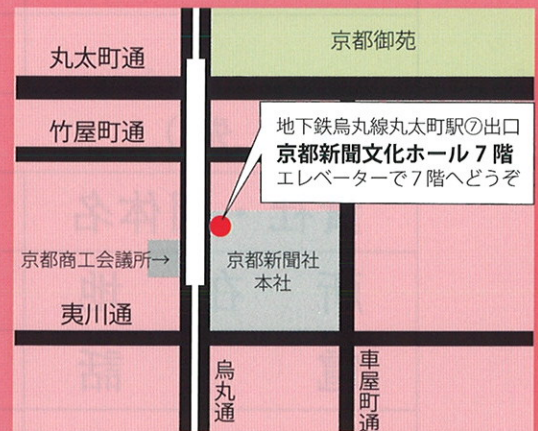 京都御苑
丸太町通
竹屋町通
地下鉄烏丸線丸太町駅⑦出口
京都新聞文化ホール7階
エレベーターで7階へどうぞ
京都商工会議所→
京都新聞社
本社
夷川通
烏丸通
車屋町通